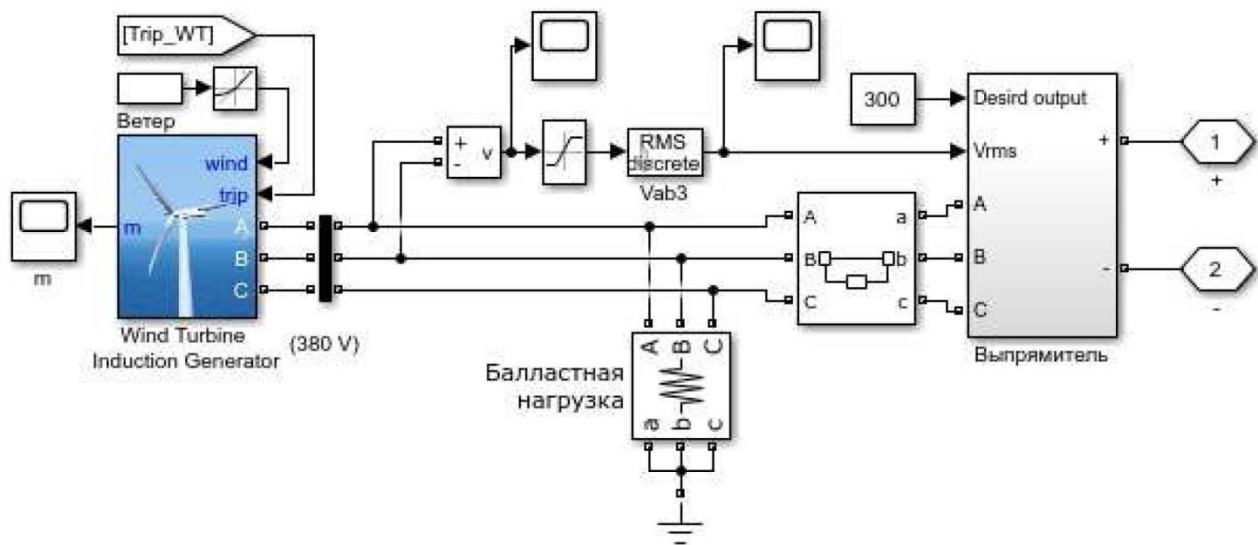 [Trip_WT]
Ветер
wind
trip
m
A
B
C
m
Wind Turbine
Induction Generator
(380 V)
+
-
v
RMS
discrete
Vab3
300
Desird output
Vrms
A
B
C
+
-
Выпрямитель
1
+
2
-
A
B
C
a
b
c
Балластная
нагрузка
A B C
a b c